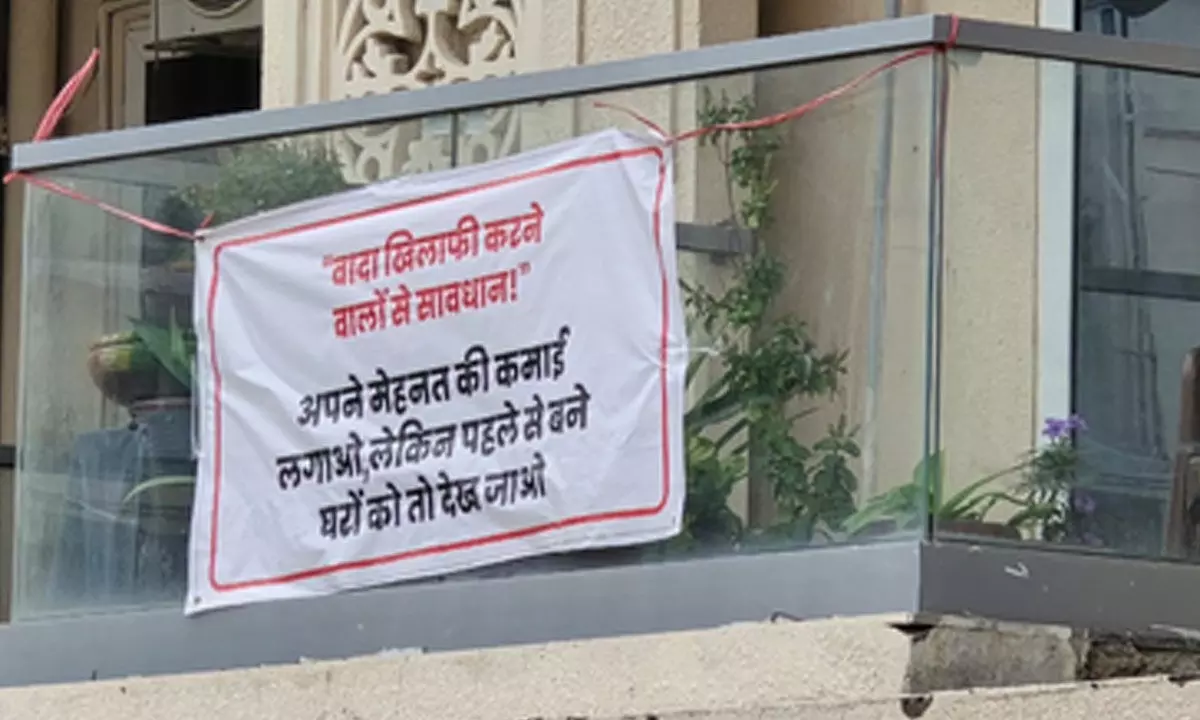 "वादा खिलाफी करने
वालों से सावधान!"
अपने मेहनत की कमाई
लगाओ, लेकिन पहले से बने
घरों को तो देख जाओ